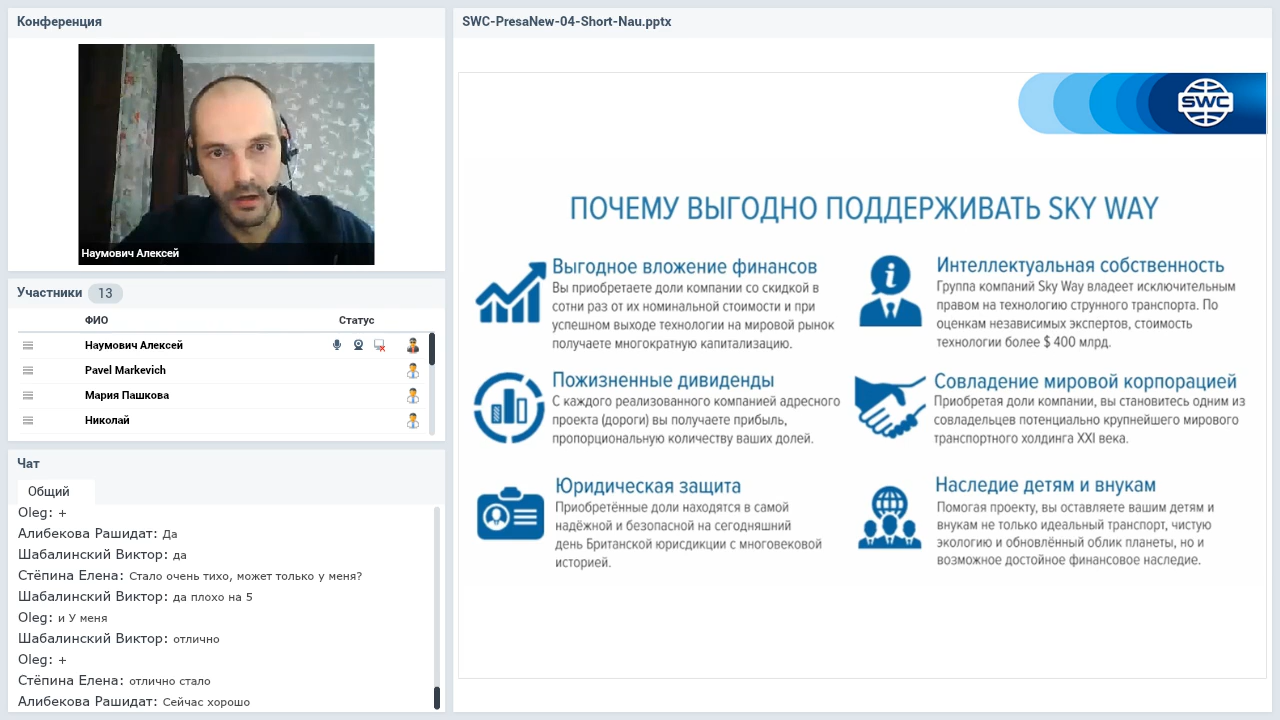 Конференция
Наумович Алексей
Участники 13
ФИО Статус
Наумович Алексей
Pavel Markevich
Мария Пашкова
Николай
Чат
Общий
Oleg: +
Алибекова Рашидат: Да
Шабалинский Виктор: да
Стёпина Елена: Стало очень тихо, может только у меня?
Шабалинский Виктор: да плохо на 5
Oleg: и У меня
Шабалинский Виктор: отлично
Oleg: +
Стёпина Елена: отлично стало
Алибекова Рашидат: Сейчас хорошо
SWC-PresaNew-04-Short-Nau.pptx
SWC
ПОЧЕМУ ВЫГОДНО ПОДДЕРЖИВАТЬ SKY WAY
Выгодное вложение финансов
Вы приобретаете доли компании со скидкой в
сотни раз от их номинальной стоимости и при
успешном выходе технологии на мировой рынок
получаете многократную капитализацию.
Интеллектуальная собственность
Группа компаний Sky Way владеет исключительным
правом на технологию струнного транспорта. По
оценкам независимых экспертов, стоимость
технологии более $ 400 млрд.
Пожизненные дивиденды
С каждого реализованного компанией адресного
проекта (дороги) вы получаете прибыль,
пропорциональную количеству ваших долей.
Совладение мировой корпорацией
Приобретая доли компании, вы становитесь одним из
совладельцев потенциально крупнейшего мирового
транспортного холдинга XXI века.
Юридическая защита
Приобретённые доли находятся в самой
надёжной и безопасной на сегодняшний
день Британской юрисдикции с многовековой
историей.
Наследие детям и внукам
Помогая проекту, вы оставляете вашим детям и
внукам не только идеальный транспорт, чистую
экологию и обновлённый облик планеты, но и
возможное достойное финансовое наследие.